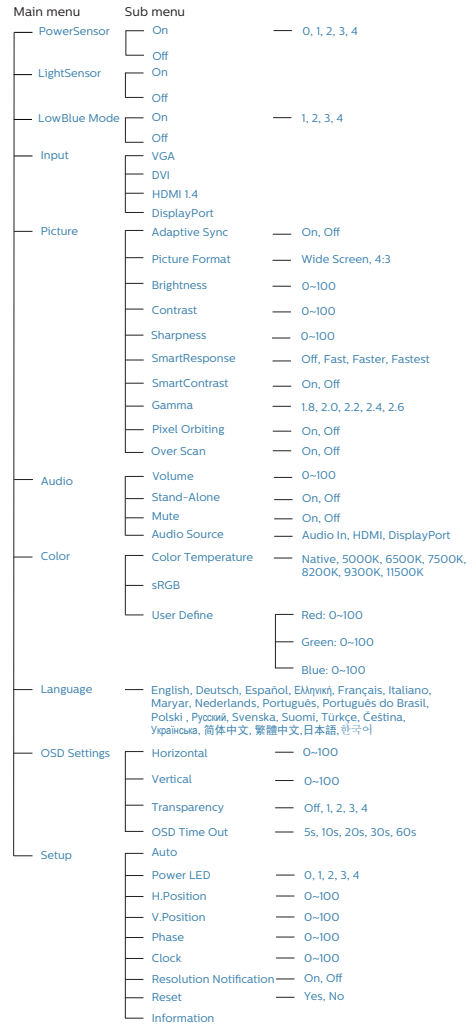 Main menu Sub menu
PowerSensor On 0, 1, 2, 3, 4
Off
LightSensor On
Off
LowBlue Mode On 1, 2, 3, 4
Off
Input VGA
DVI
HDMI 1.4
DisplayPort
Picture Adaptive Sync On, Off
Picture Format Wide Screen, 4:3
Brightness 0~100
Contrast 0~100
Sharpness 0~100
SmartResponse Off, Fast, Faster, Fastest
SmartContrast On, Off
Gamma 1.8, 2.0, 2.2, 2.4, 2.6
Pixel Orbiting On, Off
Over Scan On, Off
Audio Volume 0~100
Stand-Alone On, Off
Mute On, Off
Audio Source Audio In, HDMI, DisplayPort
Color Color Temperature Native, 5000K, 6500K, 7500K,
8200K, 9300K, 11500K
sRGB
User Define Red: 0~100
Green: 0~100
Blue: 0~100
Language English, Deutsch, Español, Ελληνική, Français, Italiano,
Maryar, Nederlands, Português, Português do Brasil,
Polski , Русский, Svenska, Suomi, Türkçe, Čeština,
Українська, 简体中文, 繁體中文,日本語,한국어
OSD Settings Horizontal 0~100
Vertical 0~100
Transparency Off, 1, 2, 3, 4
OSD Time Out 5s, 10s, 20s, 30s, 60s
Setup Auto
Power LED 0, 1, 2, 3, 4
H.Position 0~100
V.Position 0~100
Phase 0~100
Clock 0~100
Resolution Notification On, Off
Reset Yes, No
Information